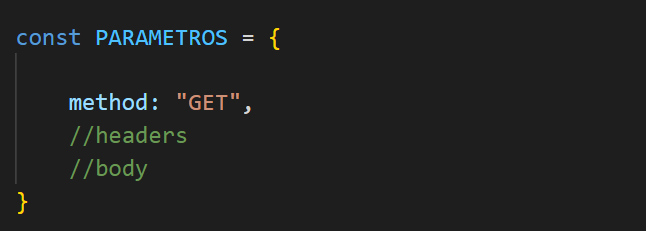 const PARAMETROS = {
method: "GET",
//headers
//body
}